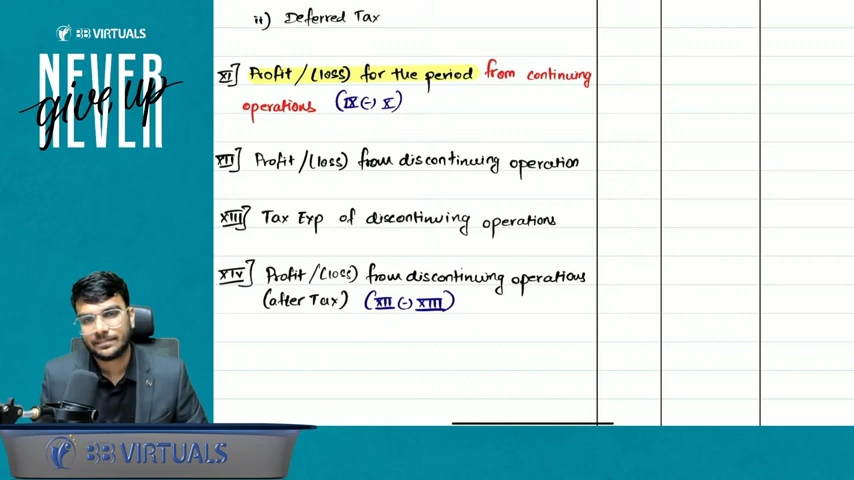 BB VIRTUALS
NEVER
give up
NEVER
ii) Deferred Tax
XI] Profit/(loss) for the period from continuing
operations (IX (-) X)
XII] Profit/(loss) from discontinuing operation
XIII] Tax Exp of discontinuing operations
XIV] Profit/(loss) from discontinuing operations
(after Tax) (XII (-) XIII)
BB VIRTUALS